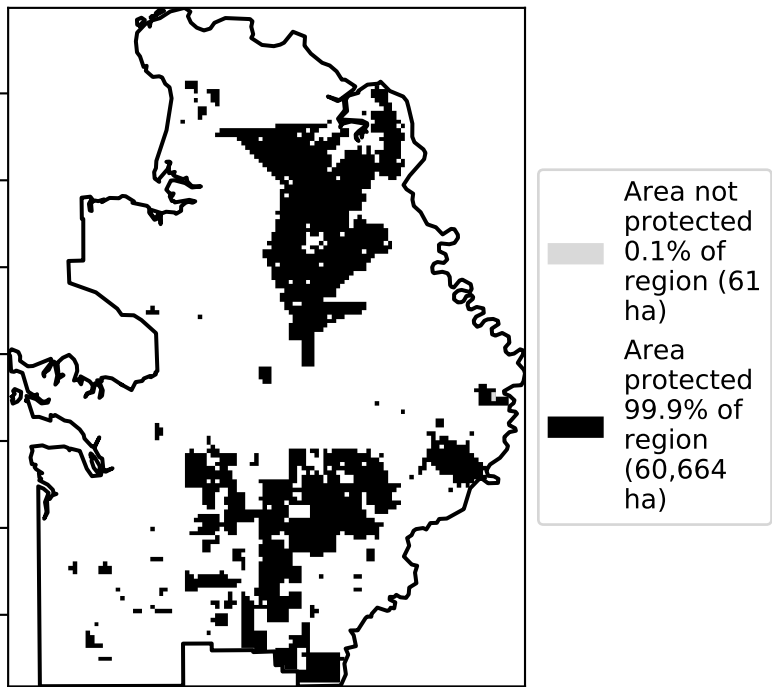 Area not
protected
0.1% of
region (61
ha)
Area
protected
99.9% of
region
(60,664
ha)